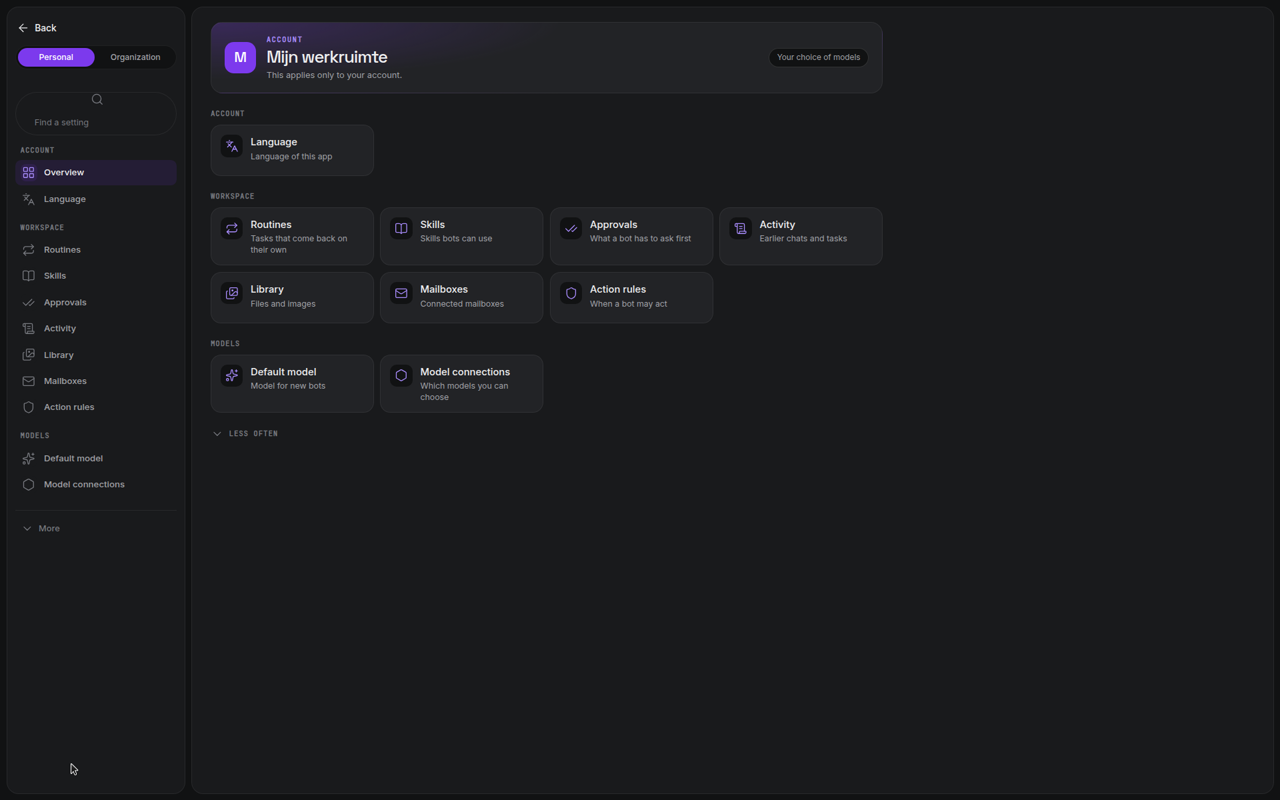 Back
Personal
Organization
Find a setting
ACCOUNT
Overview
Language
WORKSPACE
Routines
Skills
Approvals
Activity
Library
Mailboxes
Action rules
MODELS
Default model
Model connections
More
M
ACCOUNT
Mijn werkruimte
This applies only to your account.
Your choice of models
ACCOUNT
Language
Language of this app
WORKSPACE
Routines
Tasks that come back on
their own
Skills
Skills bots can use
Approvals
What a bot has to ask first
Activity
Earlier chats and tasks
Library
Files and images
Mailboxes
Connected mailboxes
Action rules
When a bot may act
MODELS
Default model
Model for new bots
Model connections
Which models you can
choose
LESS OFTEN